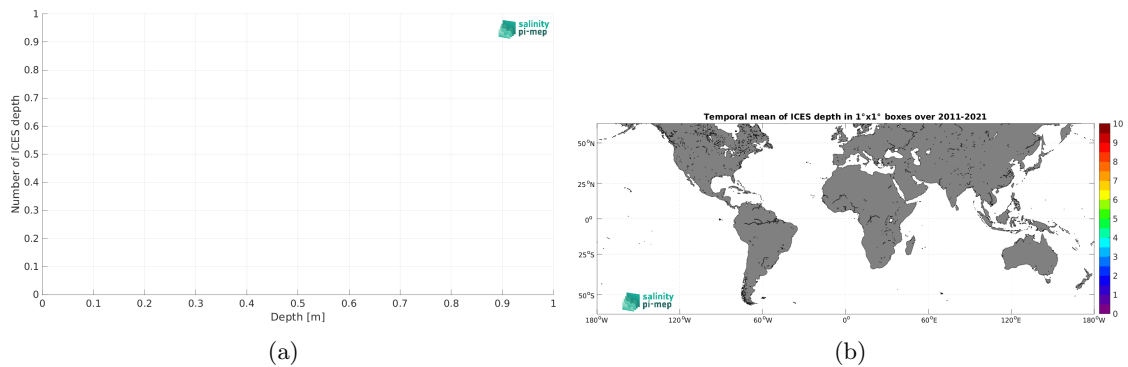 1
0.9
0.8
0.7
0.6
0.5
0.4
0.3
0.2
0.1
0
Number of ICES depth
0 0.1 0.2 0.3 0.4 0.5 0.6 0.7 0.8 0.9 1
Depth [m]
salinity
pi-mep
(a)
Temporal mean of ICES depth in 1°x1° boxes over 2011-2021
50°N
25°N
0°
25°S
50°S
180°W 120°W 60°W 0° 60°E 120°E 180°W
salinity
pi-mep
10
9
8
7
6
5
4
3
2
1
0
(b)